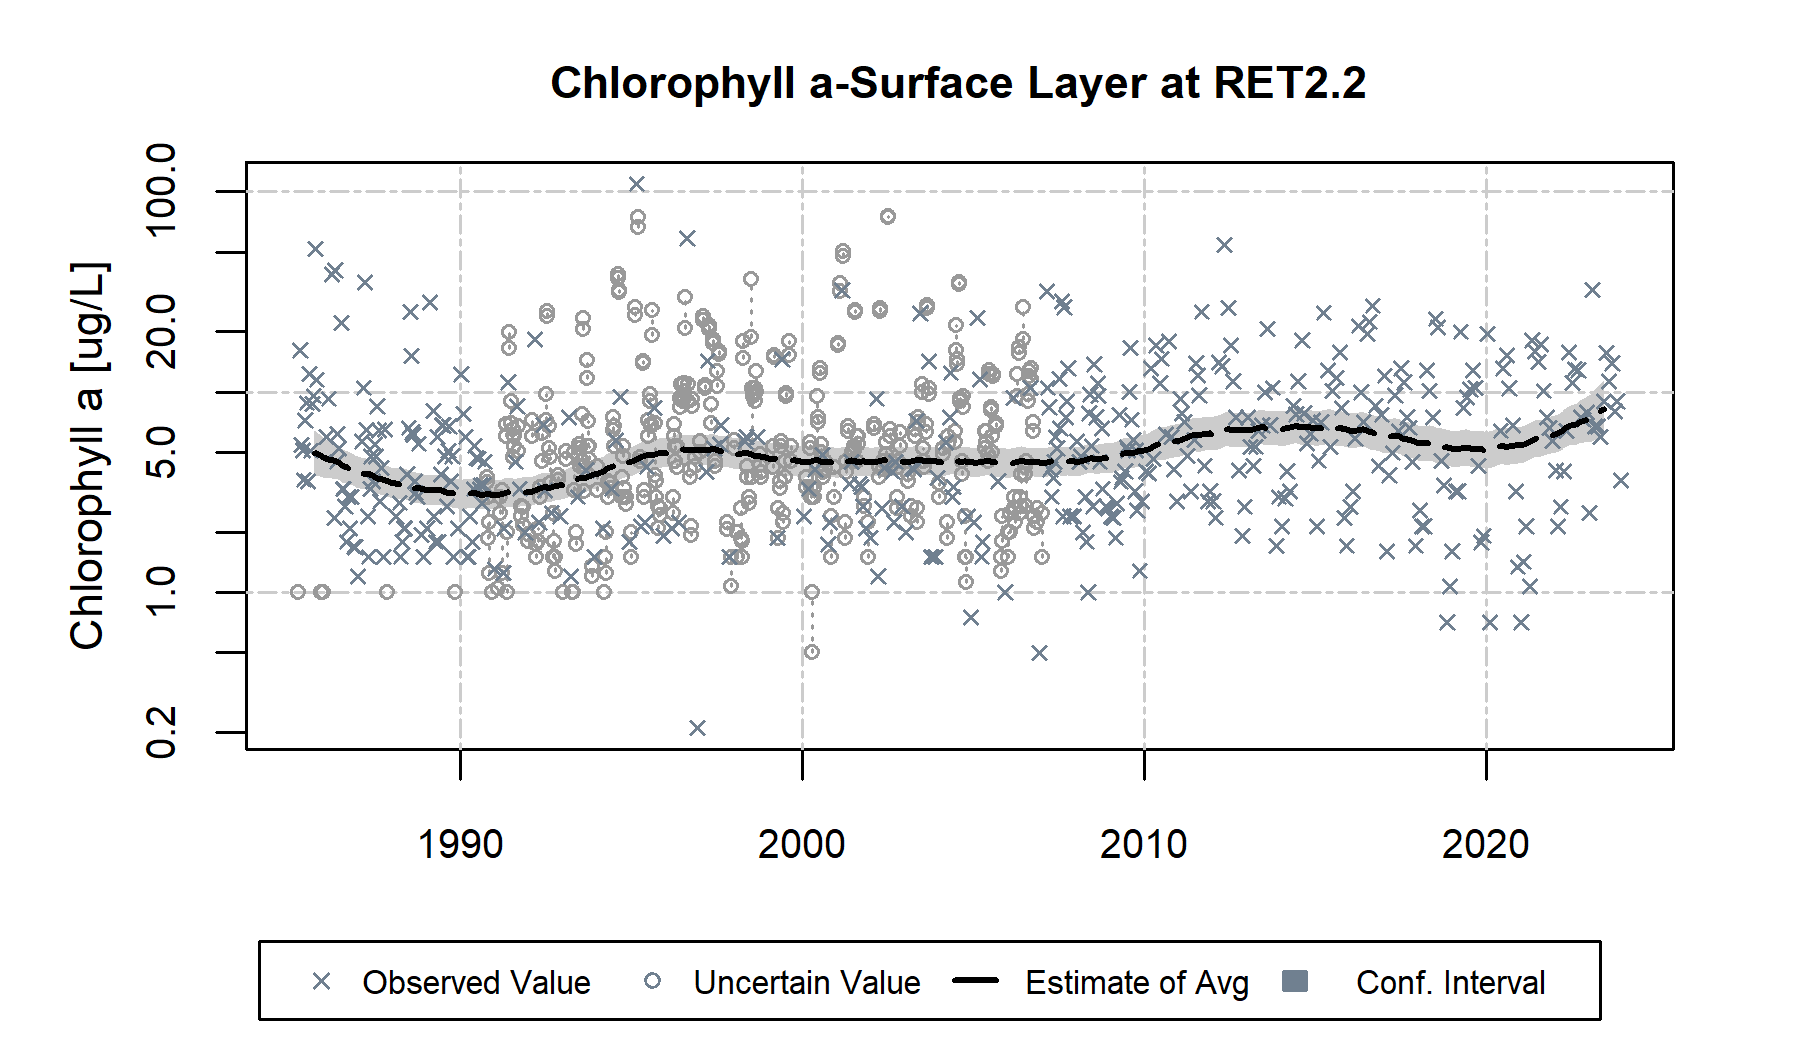 Chlorophyll a-Surface Layer at RET2.2
Chlorophyll a [ug/L]
100.0
20.0
5.0
1.0
0.2
1990 2000 2010 2020
Observed Value Uncertain Value Estimate of Avg Conf. Interval